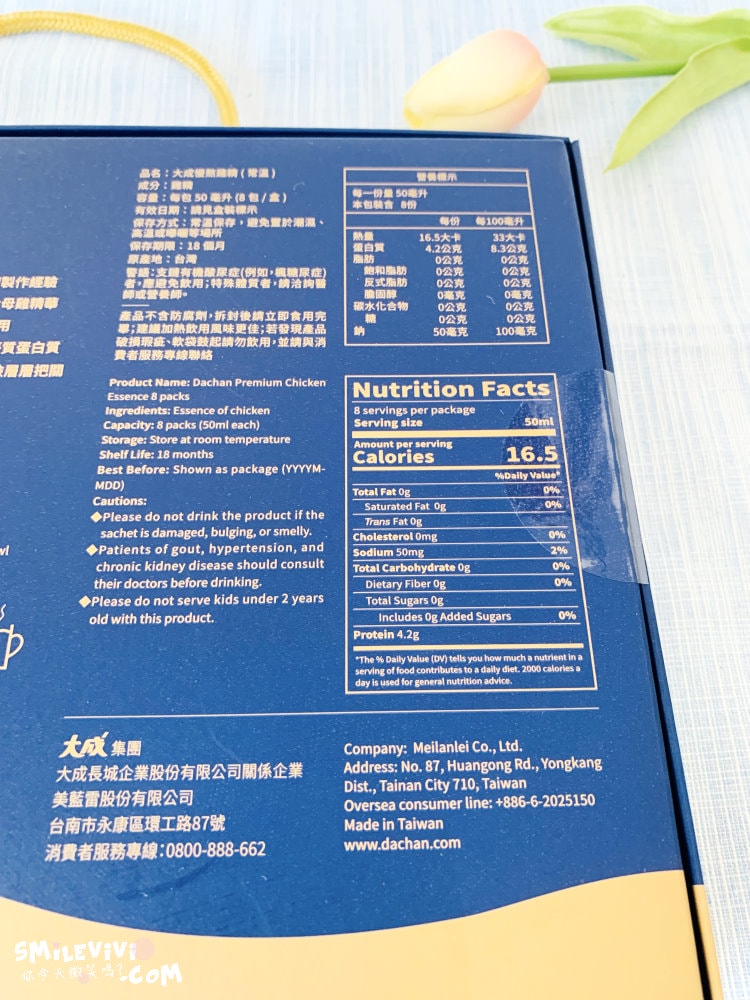 品名：大成慢熬雞精 ( 常溫 )
成分：雞精
容量：每包 50 毫升 (8 包 / 盒 )
有效日期：請見盒裝標示
保存方式：常溫保存，避免置於潮濕、
高溫或曝曬等場所
保存期限：18 個月
原產地：台灣
警語：支鏈有機酸尿症(例如,楓糖尿症)
者,應避免飲用;特殊體質者,請洽詢醫
師或營養師。
產品不含防腐劑，拆封後請立即食用完
畢;建議加熱飲用風味更佳;若發現產品
破損瑕疵、軟袋鼓起請勿飲用，並請與消
費者服務專線聯絡
製作經驗
母雞精華
用
質蛋白質
層層把關
營養標示
每一份量 50毫升
本包裝含 8份
每份 每100毫升
熱量 16.5大卡 33大卡
蛋白質 4.2公克 8.3公克
脂肪 0公克 0公克
飽和脂肪 0公克 0公克
反式脂肪 0公克 0公克
膽固醇 0毫克 0毫克
碳水化合物 0公克 0公克
糖 0公克 0公克
鈉 50毫克 100毫克
Product Name: Dachan Premium Chicken
Essence 8 packs
Ingredients: Essence of chicken
Capacity: 8 packs (50ml each)
Storage: Store at room temperature
Shelf Life: 18 months
Best Before: Shown as package (YYYYM-
MDD)
Cautions:
◆Please do not drink the product if the
sachet is damaged, bulging, or smelly.
◆Patients of gout, hypertension, and
chronic kidney disease should consult
their doctors before drinking.
◆Please do not serve kids under 2 years
old with this product.
Nutrition Facts
8 servings per package
Serving size 50ml
Amount per serving
Calories 16.5
%Daily Value*
Total Fat 0g 0%
Saturated Fat 0g 0%
Trans Fat 0g
Cholesterol 0mg 0%
Sodium 50mg 2%
Total Carbohydrate 0g 0%
Dietary Fiber 0g 0%
Total Sugars 0g
Includes 0g Added Sugars 0%
Protein 4.2g
*The % Daily Value (DV) tells you how much a nutrient in a
serving of food contributes to a daily diet. 2000 calories a
day is used for general nutrition advice.
大成 集團
大成長城企業股份有限公司關係企業
美藍雷股份有限公司
台南市永康區環工路87號
消費者服務專線：0800-888-662
Company: Meilanlei Co., Ltd.
Address: No. 87, Huangong Rd., Yongkang
Dist., Tainan City 710, Taiwan
Oversea consumer line: +886-6-2025150
Made in Taiwan
www.dachan.com
SMILEVIVI
你今天微笑嗎?
.COM